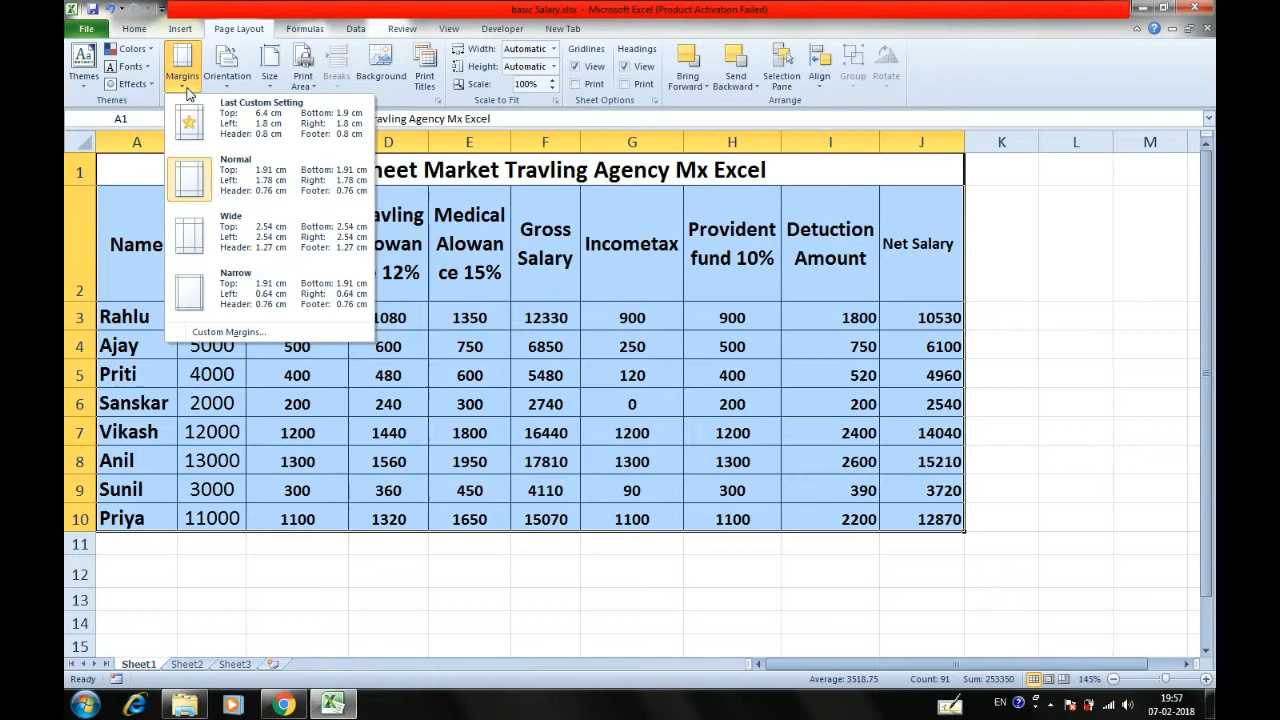 basic Salary.xlsx - Microsoft Excel (Product Activation Failed)
File Home Insert Page Layout Formulas Data Review View Developer New Tab
Themes Colors Fonts Effects Margins Orientation Size Print Area Breaks Background Print Titles
Width: Automatic Height: Automatic Scale: 100%
Gridlines View Print Headings View Print
Bring Forward Send Backward Selection Pane Align Group Rotate
Themes Scale to Fit Sheet Options Arrange
A1 ravling Agency Mx Excel
Last Custom Setting
Top: 6.4 cm Bottom: 1.9 cm
Left: 1.8 cm Right: 1.8 cm
Header: 0.8 cm Footer: 0.8 cm
Normal
Top: 1.91 cm Bottom: 1.91 cm
Left: 1.78 cm Right: 1.78 cm
Header: 0.76 cm Footer: 0.76 cm
Wide
Top: 2.54 cm Bottom: 2.54 cm
Left: 2.54 cm Right: 2.54 cm
Header: 1.27 cm Footer: 1.27 cm
Narrow
Top: 1.91 cm Bottom: 1.91 cm
Left: 0.64 cm Right: 0.64 cm
Header: 0.76 cm Footer: 0.76 cm
Custom Margins...
A D E F G H I J K L M
1 heet Market Travling Agency Mx Excel
2 Name avling owan e 12% Medical Alowan ce 15% Gross Salary Incometax Provident fund 10% Detuction Amount Net Salary
3 Rahlu 1080 1350 12330 900 900 1800 10530
4 Ajay 5000 500 600 750 6850 250 500 750 6100
5 Priti 4000 400 480 600 5480 120 400 520 4960
6 Sanskar 2000 200 240 300 2740 0 200 200 2540
7 Vikash 12000 1200 1440 1800 16440 1200 1200 2400 14040
8 Anil 13000 1300 1560 1950 17810 1300 1300 2600 15210
9 Sunil 3000 300 360 450 4110 90 300 390 3720
10 Priya 11000 1100 1320 1650 15070 1100 1100 2200 12870
11
12
13
14
15
Sheet1 Sheet2 Sheet3
Ready Average: 3518.75 Count: 91 Sum: 253350 145%
EN 19:57
07-02-2018